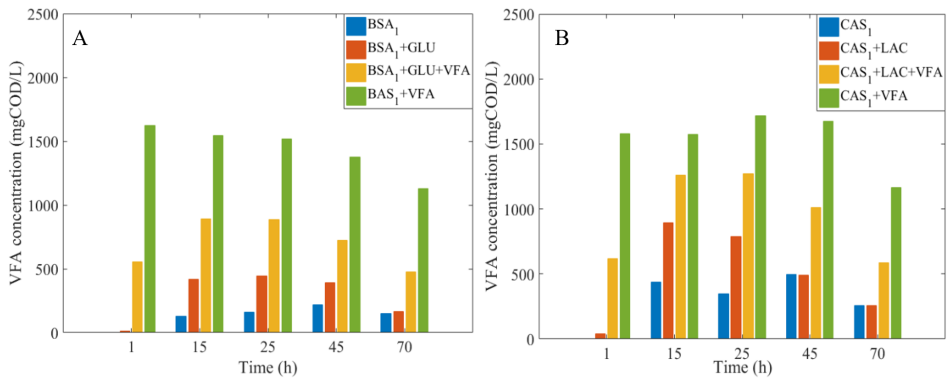 A
BSA1
BSA1+GLU
BSA1+GLU+VFA
BAS1+VFA
VFA concentration (mgCOD/L)
2500
2000
1500
1000
500
0
1 15 25 45 70
Time (h)
B
CAS1
CAS1+LAC
CAS1+LAC+VFA
CAS1+VFA
VFA concentration (mgCOD/L)
2500
2000
1500
1000
500
0
1 15 25 45 70
Time (h)